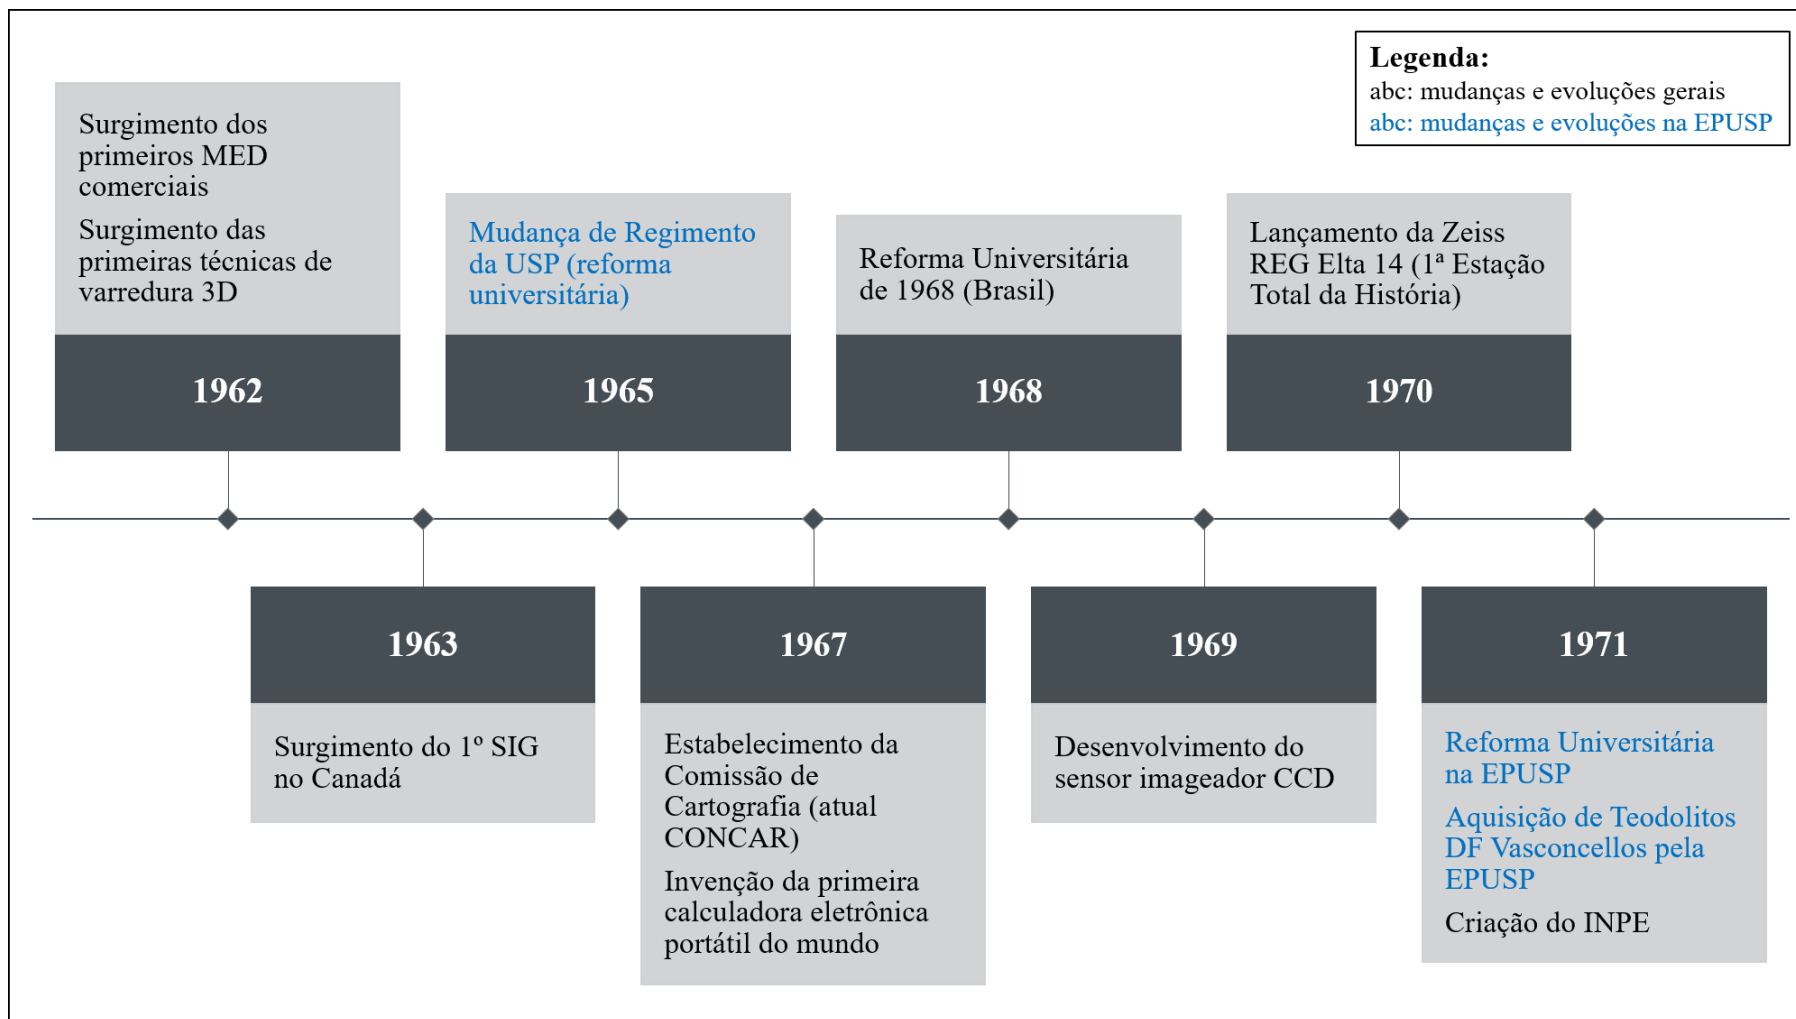 Legenda:
abc: mudanças e evoluções gerais
abc: mudanças e evoluções na EPUSP
Surgimento dos
primeiros MED
comerciais
Surgimento das
primeiras técnicas de
varredura 3D
1962
Mudança de Regimento
da USP (reforma
universitária)
1965
Reforma Universitária
de 1968 (Brasil)
1968
Lançamento da Zeiss
REG Elta 14 (1ª Estação
Total da História)
1970
1963
Surgimento do 1º SIG
no Canadá
1967
Estabelecimento da
Comissão de
Cartografia (atual
CONCAR)
Invenção da primeira
calculadora eletrônica
portátil do mundo
1969
Desenvolvimento do
sensor imageador CCD
1971
Reforma Universitária
na EPUSP
Aquisição de Teodolitos
DF Vasconcellos pela
EPUSP
Criação do INPE